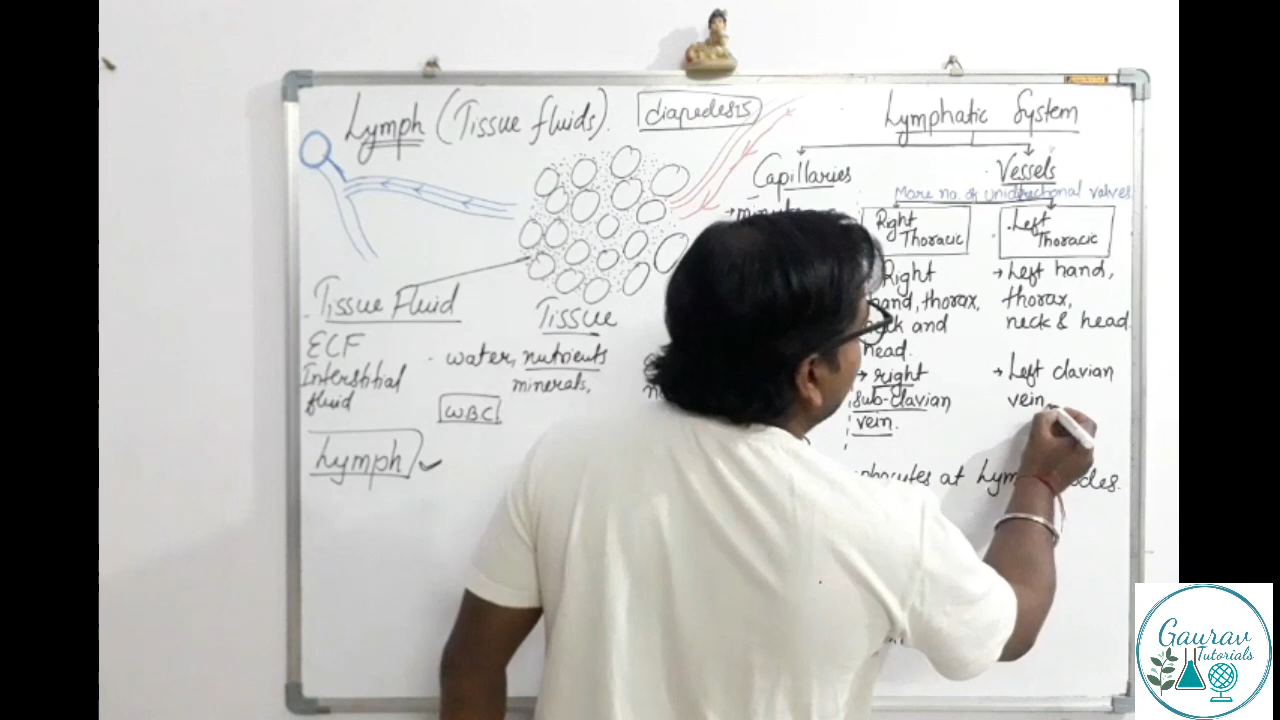 Lymph (Tissue fluids).
diapedesis
Tissue Fluid
ECF
Interstitial
fluid
Lymph
Tissue
. water, nutrients
minerals,
WBC
Lymphatic System
Capillaries
Vessels
More no. of unidirectional valves
Right
Thoracic
Right
hand, thorax,
neck and
head.
→ right
sub-clavian
vein.
Left
Thoracic
→ Left hand,
thorax,
neck & head.
→ Left clavian
vein
at
Gaurav
Tutorials